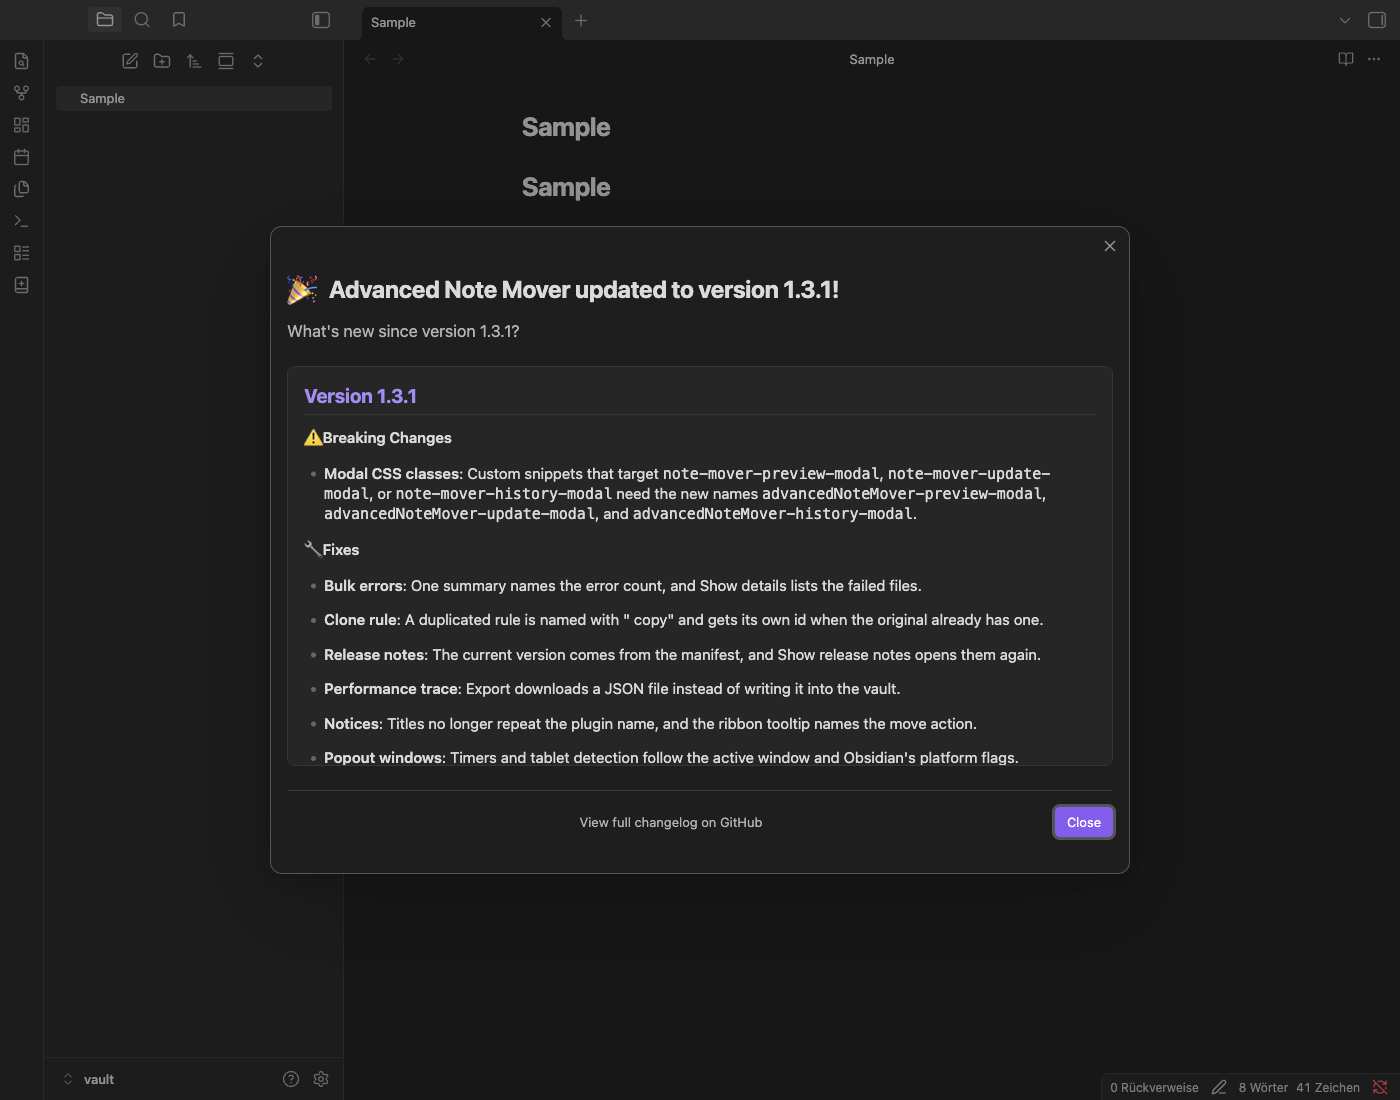 Sample
Sample
Sample
Sample
Sample
🎉 Advanced Note Mover updated to version 1.3.1!
What's new since version 1.3.1?
Version 1.3.1
⚠️Breaking Changes
Modal CSS classes: Custom snippets that target note-mover-preview-modal, note-mover-update-
modal, or note-mover-history-modal need the new names advancedNoteMover-preview-modal,
advancedNoteMover-update-modal, and advancedNoteMover-history-modal.
🔧Fixes
Bulk errors: One summary names the error count, and Show details lists the failed files.
Clone rule: A duplicated rule is named with " copy" and gets its own id when the original already has one.
Release notes: The current version comes from the manifest, and Show release notes opens them again.
Performance trace: Export downloads a JSON file instead of writing it into the vault.
Notices: Titles no longer repeat the plugin name, and the ribbon tooltip names the move action.
Popout windows: Timers and tablet detection follow the active window and Obsidian's platform flags.
View full changelog on GitHub
Close
vault
0 Rückverweise 8 Wörter 41 Zeichen